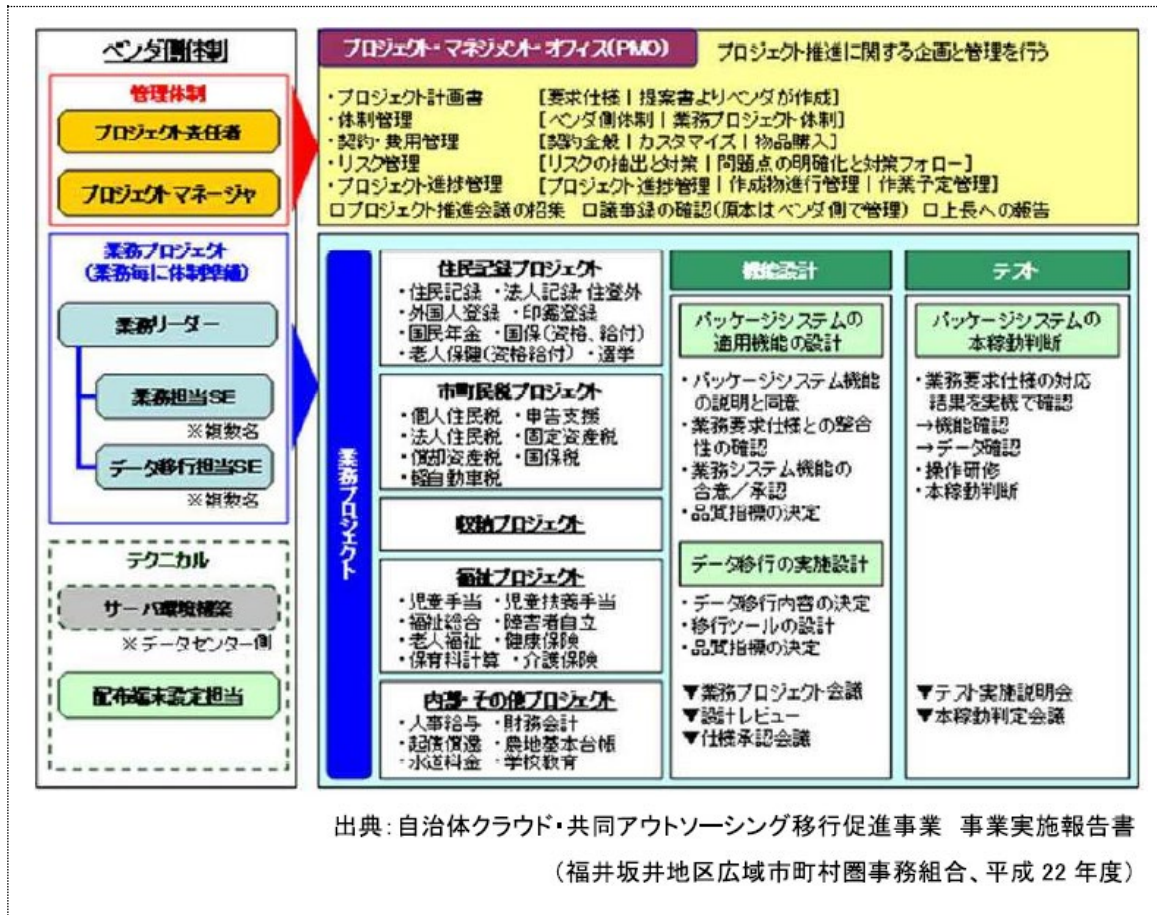 ベンダ側体制
管理体制
プロジェクト責任者
プロジェクトマネージャ
業務プロジェクト
(業務毎に体制整備)
業務リーダー
業務担当SE
※複数名
データ移行担当SE
※複数名
テクニカル
サーバ環境構築
※データセンター側
配布端末設定担当
プロジェクト・マネジメント・オフィス(PMO)　プロジェクト推進に関する企画と管理を行う
・プロジェクト計画書　[要求仕様 | 提案書よりベンダが作成]
・体制管理　[ベンダ側体制 | 業務プロジェクト体制]
・契約・費用管理　[契約全般 | カスタマイズ | 物品購入]
・リスク管理　[リスクの抽出と対策 | 問題点の明確化と対策フォロー]
・プロジェクト進捗管理　[プロジェクト進捗管理 | 作成物進行管理 | 作業予定管理]
□プロジェクト推進会議の招集　□議事録の確認(原本はベンダ側で管理)　□上長への報告
業務プロジェクト
住民記録プロジェクト
・住民記録　・法人記録・住登外
・外国人登録　・印鑑登録
・国民年金　・国保(資格、給付)
・老人保健(資格給付)　・選挙
市町民税プロジェクト
・個人住民税　・申告支援
・法人住民税　・固定資産税
・償却資産税　・国保税
・軽自動車税
収納プロジェクト
福祉プロジェクト
・児童手当　・児童扶養手当
・福祉総合　・障害者自立
・老人福祉　・健康保険
・保育料計算　・介護保険
内部・その他プロジェクト
・人事給与　・財務会計
・起債償還　・農地基本台帳
・水道料金　・学校教育
機能設計
パッケージシステムの
適用機能の設計
・パッケージシステム機能
の説明と同意
・業務要求仕様との整合
性の確認
・業務システム機能の
合意／承認
・品質指標の決定
データ移行の実施設計
・データ移行内容の決定
・移行ツールの設計
・品質指標の決定
▼業務プロジェクト会議
▼設計レビュー
▼仕様承認会議
テスト
パッケージシステムの
本稼動判断
・業務要求仕様の対応
結果を実機で確認
→機能確認
→データ確認
・操作研修
・本稼動判断
▼テスト実施説明会
▼本稼動判定会議
出典：自治体クラウド・共同アウトソーシング移行促進事業　事業実施報告書
（福井坂井地区広域市町村圏事務組合、平成 22 年度）